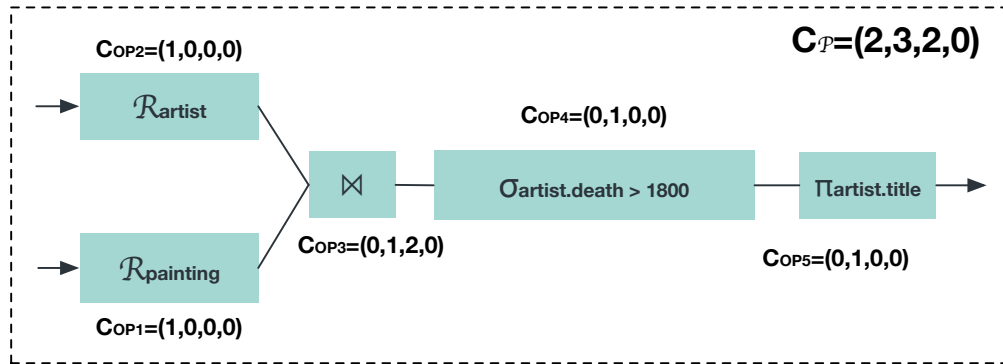 C𝒫=(2,3,2,0)
COP2=(1,0,0,0)
ℛartist
COP4=(0,1,0,0)
⋈
σartist.death > 1800
πartist.title
COP3=(0,1,2,0)
ℛpainting
COP5=(0,1,0,0)
COP1=(1,0,0,0)